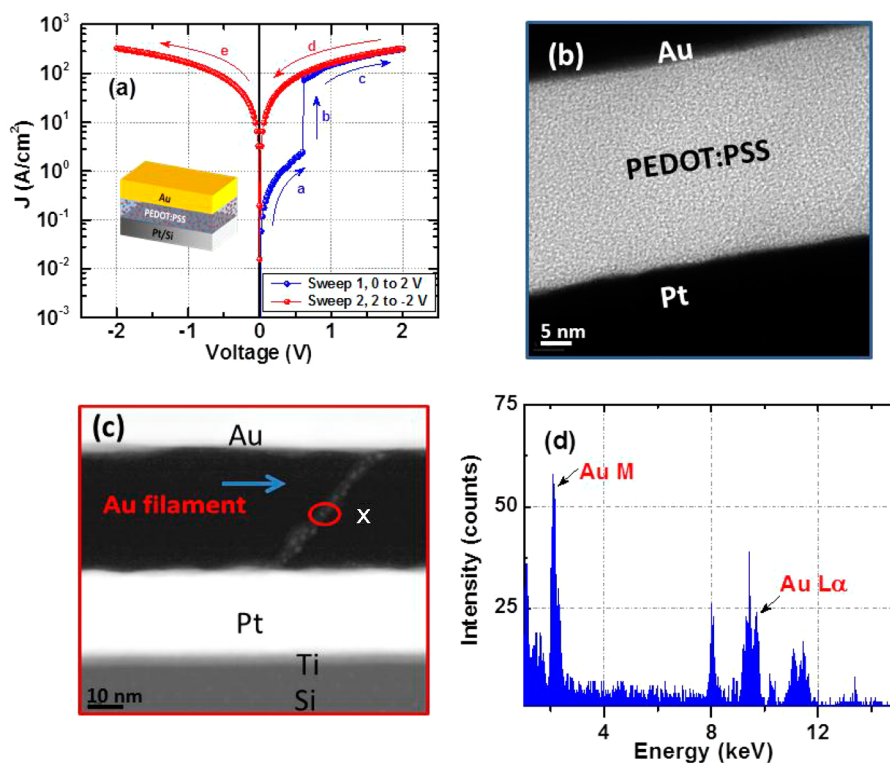 (a)
J (A/cm²)
10³
10²
10¹
10⁰
10⁻¹
10⁻²
10⁻³
e
d
c
b
a
Au
PEDOT:PSS
Pt/Si
Sweep 1, 0 to 2 V
Sweep 2, 2 to -2 V
-2 -1 0 1 2
Voltage (V)
(b)
Au
PEDOT:PSS
Pt
5 nm
(c)
Au
Au filament
x
Pt
Ti
Si
10 nm
(d)
Intensity (counts)
75
50
25
Au M
Au Lα
4 8 12
Energy (keV)